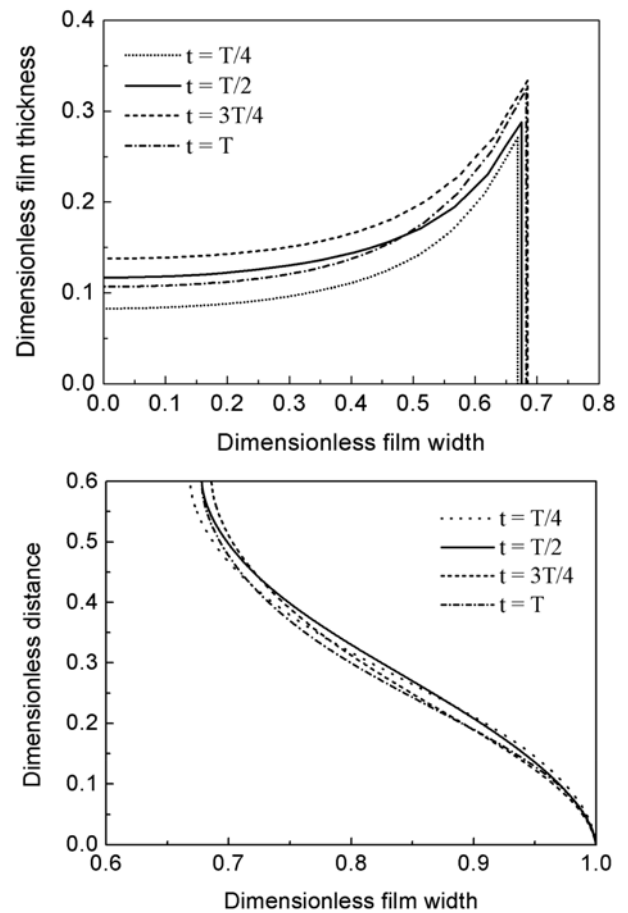 0.4
t = T/4
t = T/2
0.3
t = 3T/4
t = T
0.2
0.1
0.0
0.0 0.1 0.2 0.3 0.4 0.5 0.6 0.7 0.8
Dimensionless film thickness
Dimensionless film width
0.6
t = T/4
0.5
t = T/2
t = 3T/4
0.4
t = T
0.3
0.2
0.1
0.0
0.6 0.7 0.8 0.9 1.0
Dimensionless distance
Dimensionless film width